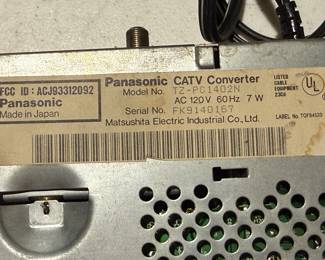 FCC ID : ACJ93312092
Panasonic
Made in Japan
Panasonic CATV Converter
Model No. TZ-PC1402N
AC 120V 60Hz 7 W
Serial No. FK9140167
Matsushita Electric Industrial Co., Ltd.
LISTED
CABLE
EQUIPMENT
UL
LABEL No.